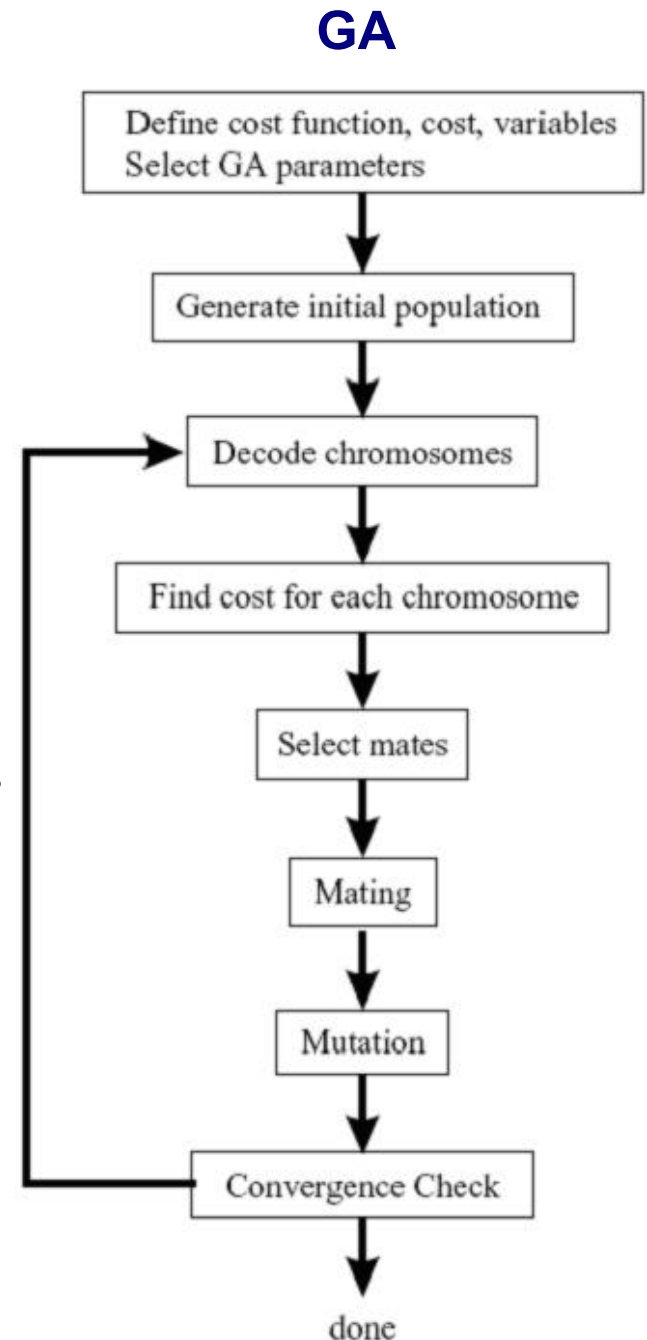 GA
Define cost function, cost, variables
Select GA parameters
Generate initial population
Decode chromosomes
Find cost for each chromosome
Select mates
Mating
Mutation
Convergence Check
done